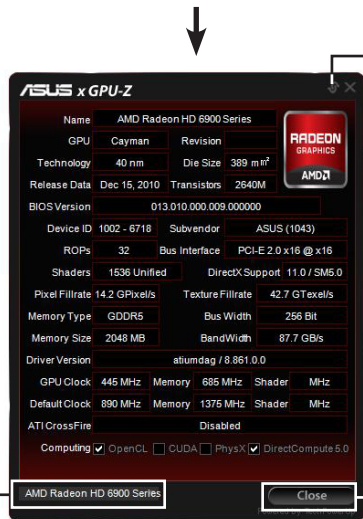 ASUS x GPU-Z
Name AMD Radeon HD 6900 Series
GPU Cayman Revision
Technology 40 nm Die Size 389 m m²
Release Data Dec 15, 2010 Transistors 2640M
BIOS Version 013.010.000.009.000000
Device ID 1002 - 6718 Subvendor ASUS (1043)
ROPs 32 Bus Interface PCI-E 2.0 x16 @ x16
Shaders 1536 Unified DirectX Support 11.0 / SM5.0
Pixel Fillrate 14.2 GPixel/s Texture Fillrate 42.7 GTexel/s
Memory Type GDDR5 Bus Width 256 Bit
Memory Size 2048 MB BandWidth 87.7 GB/s
Driver Version atiumdag / 8.861.0.0
GPU Clock 445 MHz Memory 685 MHz Shader MHz
Default Clock 890 MHz Memory 1375 MHz Shader MHz
ATI CrossFire Disabled
Computing OpenCL CUDA PhysX DirectCompute 5.0
RADEON
GRAPHICS
AMD
AMD Radeon HD 6900 Series
Close